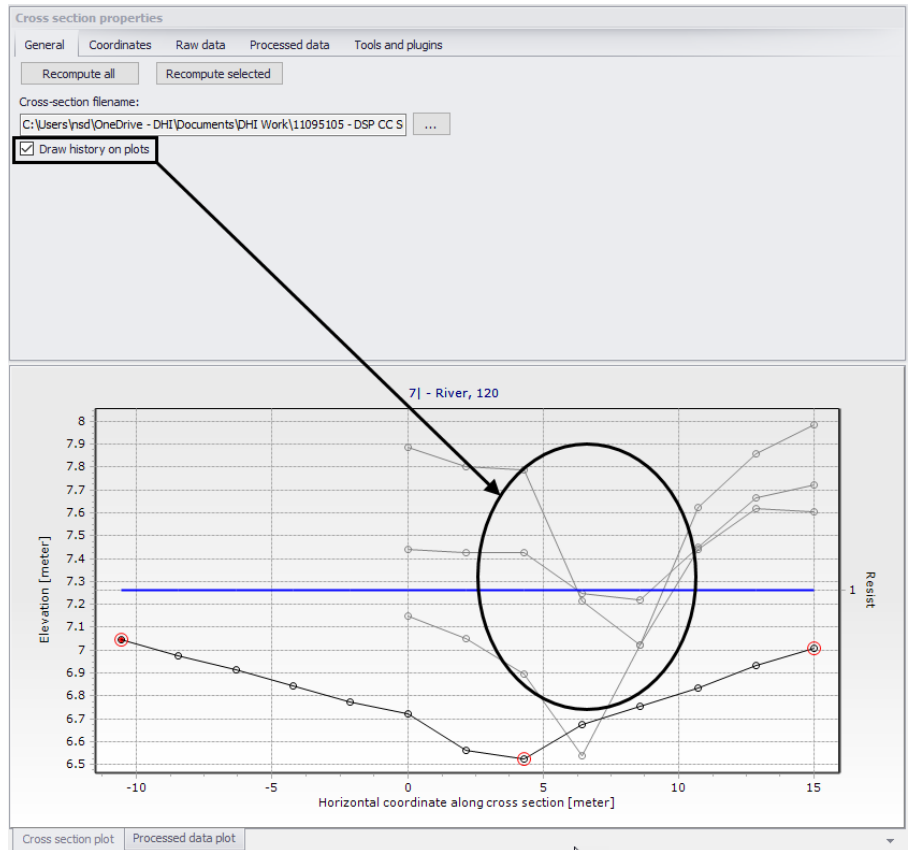 Cross section properties
General Coordinates Raw data Processed data Tools and plugins
Recompute all Recompute selected
Cross-section filename:
C:\Users\nsd\OneDrive - DHI\Documents\DHI Work\11095105 - DSP CC S ...
Draw history on plots
7| - River, 120
8
7.9
7.8
7.7
7.6
7.5
7.4
7.3
7.2
7.1
7
6.9
6.8
6.7
6.6
6.5
Elevation [meter]
1
Resist
-10 -5 0 5 10 15
Horizontal coordinate along cross section [meter]
Cross section plot Processed data plot